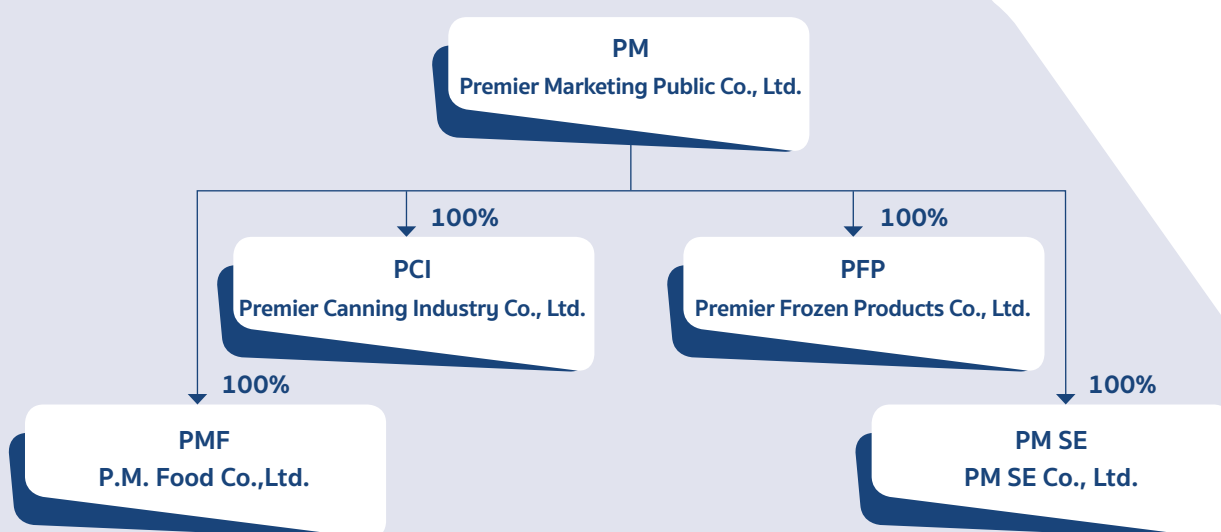 PM
Premier Marketing Public Co., Ltd.
100%
100%
PCI
Premier Canning Industry Co., Ltd.
PFP
Premier Frozen Products Co., Ltd.
100%
100%
PMF
P.M. Food Co.,Ltd.
PM SE
PM SE Co., Ltd.